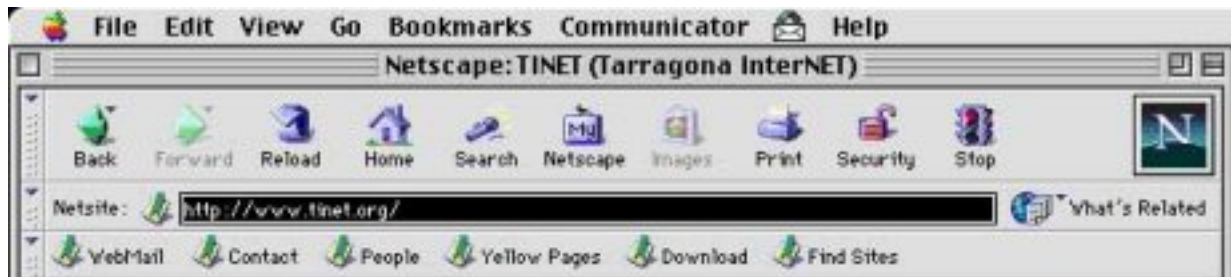 File Edit View Go Bookmarks Communicator Help
Netscape: TINET (Tarragona InterNET)
Back Forward Reload Home Search My Netscape Images Print Security Stop N
Netsite: http://www.tinet.org/ What's Related
WebMail Contact People Yellow Pages Download Find Sites